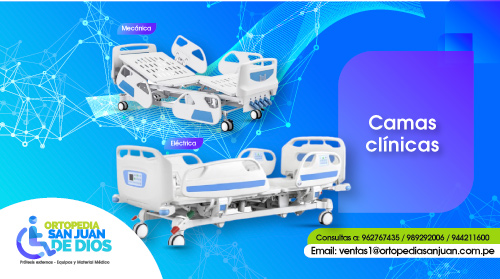 Mecánica
Eléctrica
Camas
clínicas
ORTOPEDIA
SAN JUAN
DE DIOS
Prótesis externas - Equipos y Material Médico
Consultas a: 962767435 / 989292006 / 944211600
Email: ventas1@ortopediasanjuan.com.pe